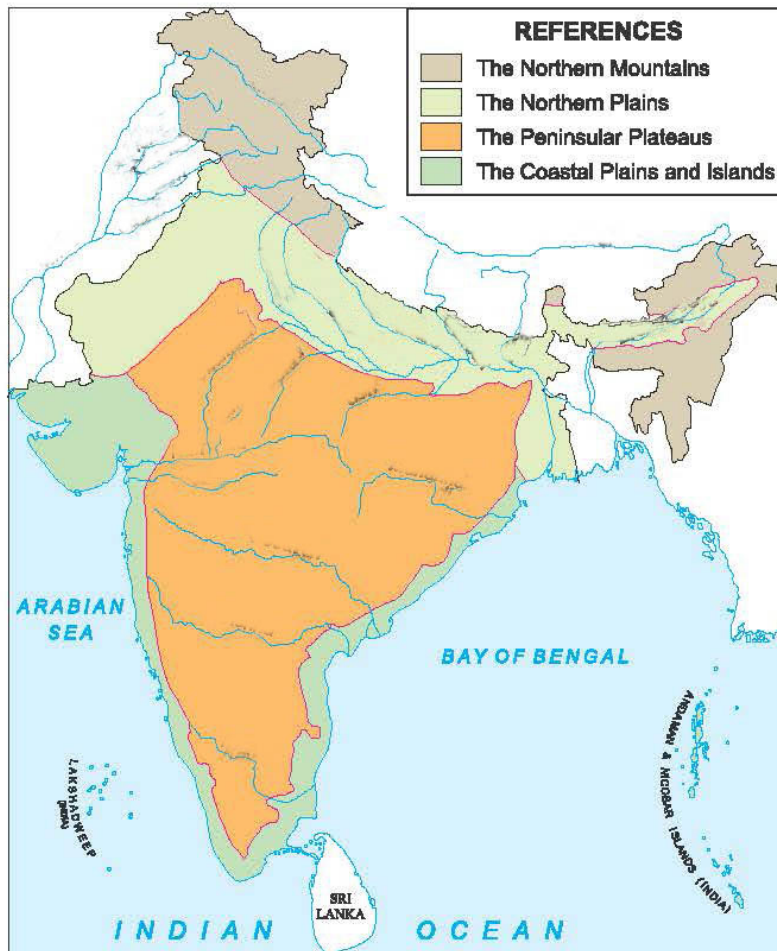 REFERENCES
The Northern Mountains
The Northern Plains
The Peninsular Plateaus
The Coastal Plains and Islands
ARABIAN
SEA
BAY OF BENGAL
LAKSHADWEEP
(INDIA)
ANDAMAN & NICOBAR ISLANDS (INDIA)
SRI
LANKA
INDIAN OCEAN